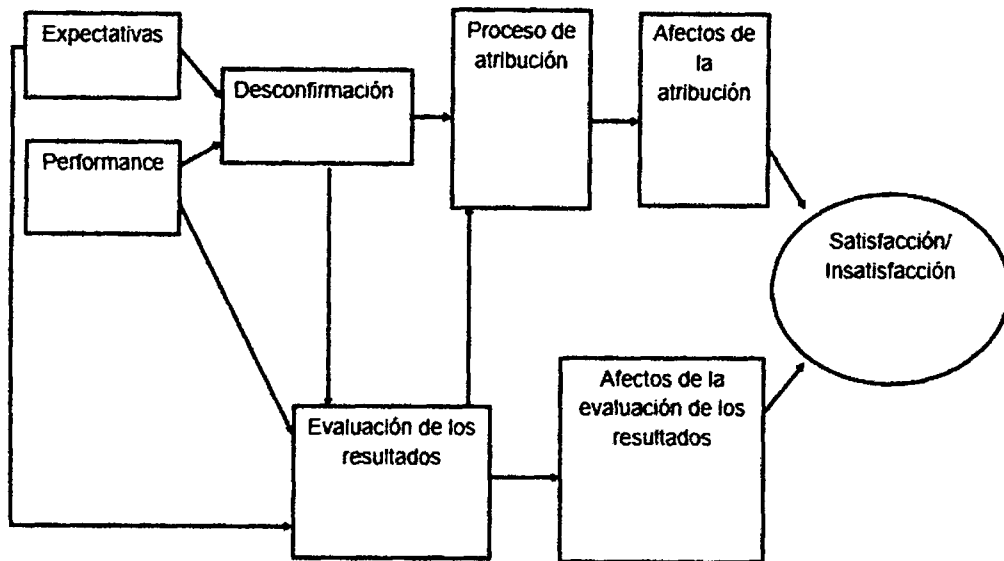 Expectativas
Performance
Desconfirmación
Proceso de
atribución
Afectos de
la
atribución
Satisfacción/
Insatisfacción
Evaluación de los
resultados
Afectos de la
evaluación de los
resultados